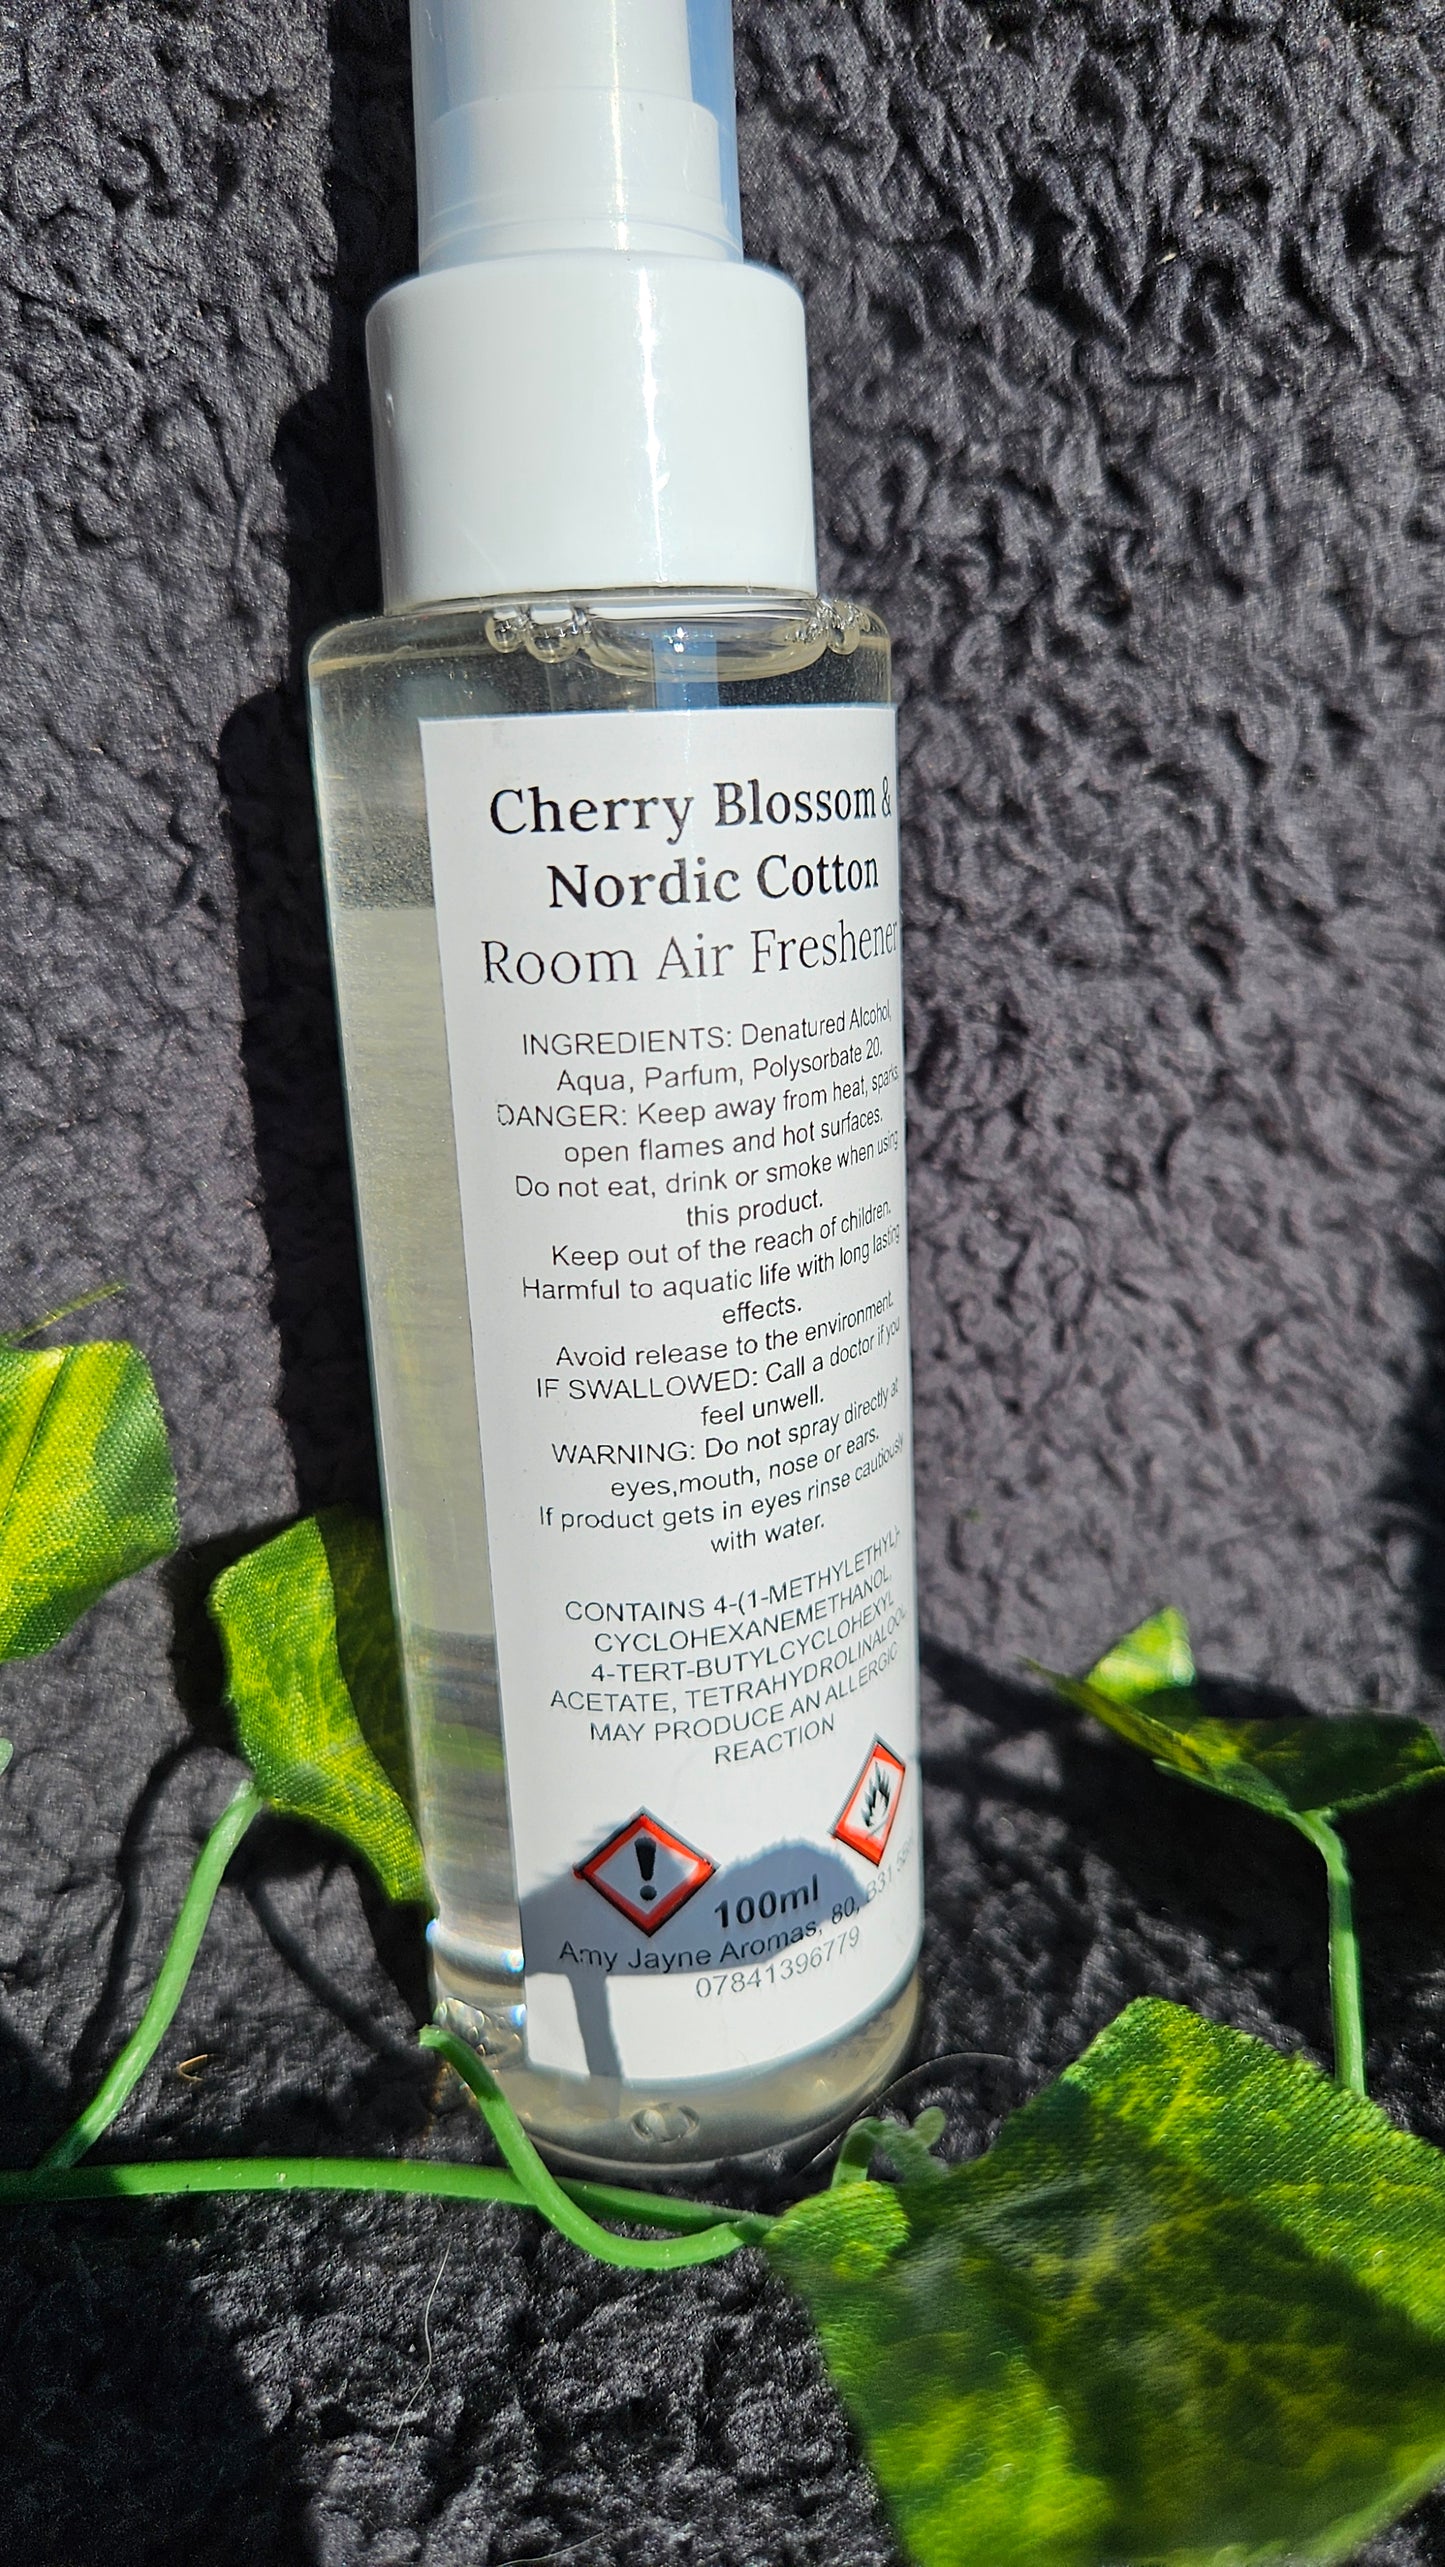 Cherry Blossom &
Nordic Cotton
Room Air Freshener
INGREDIENTS: Denatured Alcohol,
Aqua, Parfum, Polysorbate 20.
DANGER: Keep away from heat, sparks,
open flames and hot surfaces.
Do not eat, drink or smoke when using
this product.
Keep out of the reach of children.
Harmful to aquatic life with long lasting
effects.
Avoid release to the environment.
IF SWALLOWED: Call a doctor if you
feel unwell.
WARNING: Do not spray directly at
eyes,mouth, nose or ears.
If product gets in eyes rinse cautiously
with water.
CONTAINS 4-(1-METHYLETHYL)-
CYCLOHEXANEMETHANOL,
4-TERT-BUTYLCYCLOHEXYL
ACETATE, TETRAHYDROLINALOOL
MAY PRODUCE AN ALLERGIC
REACTION
100ml
Amy Jayne Aromas, 80, B31
07841396779